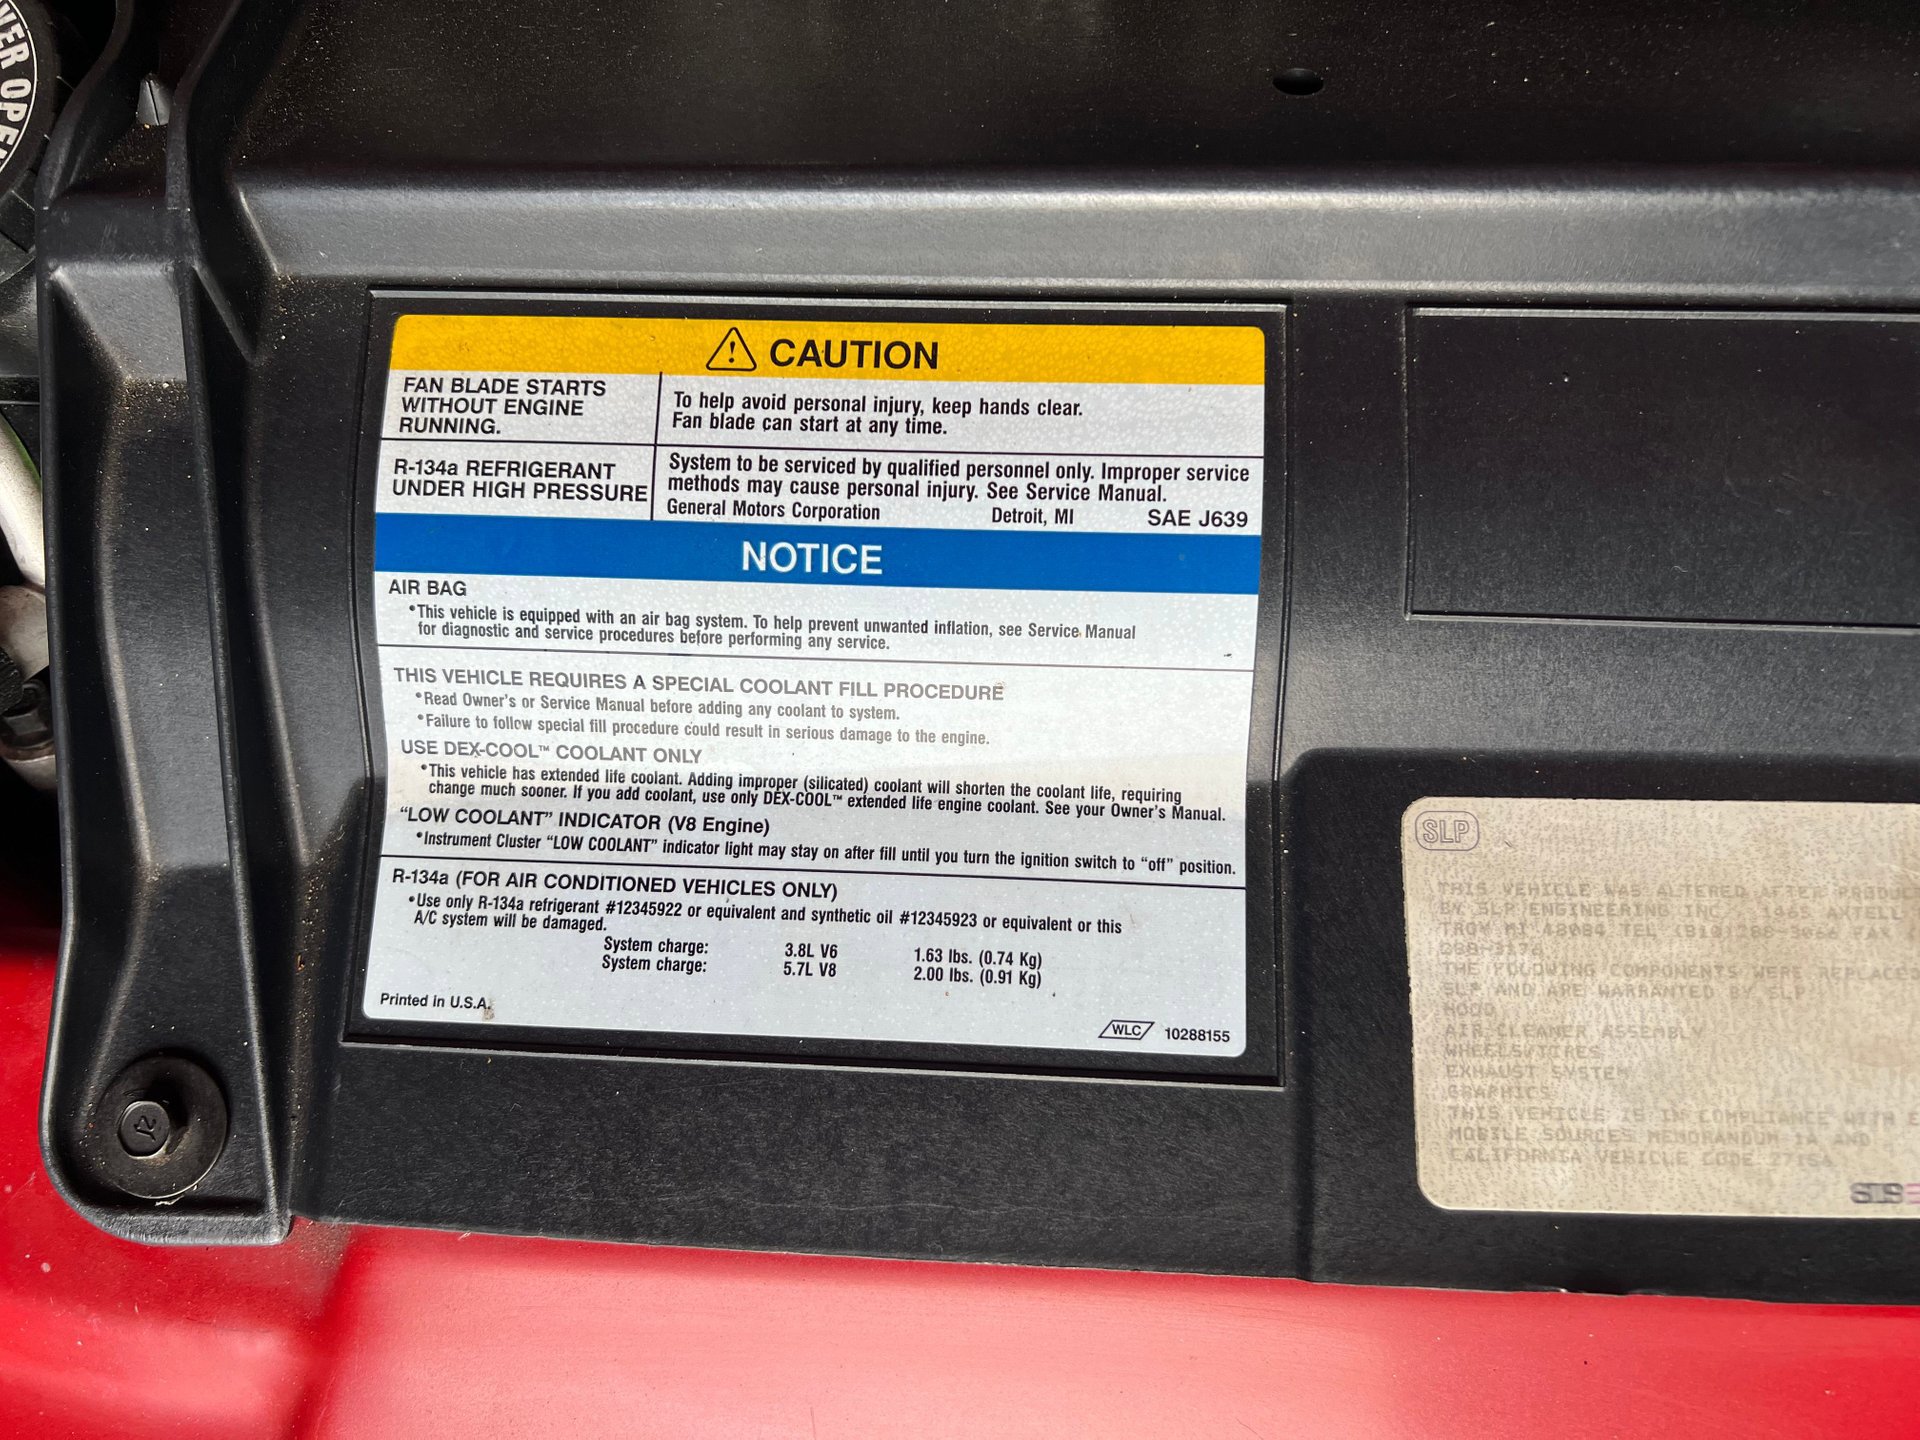 NER OPEN
CAUTION
FAN BLADE STARTS
WITHOUT ENGINE
RUNNING.
To help avoid personal injury, keep hands clear.
Fan blade can start at any time.
R-134a REFRIGERANT
UNDER HIGH PRESSURE
System to be serviced by qualified personnel only. Improper service
methods may cause personal injury. See Service Manual.
General Motors Corporation Detroit, MI SAE J639
NOTICE
AIR BAG
•This vehicle is equipped with an air bag system. To help prevent unwanted inflation, see Service Manual
for diagnostic and service procedures before performing any service.
THIS VEHICLE REQUIRES A SPECIAL COOLANT FILL PROCEDURE
•Read Owner's or Service Manual before adding any coolant to system.
•Failure to follow special fill procedure could result in serious damage to the engine.
USE DEX-COOL™ COOLANT ONLY
•This vehicle has extended life coolant. Adding improper (silicated) coolant will shorten the coolant life, requiring
change much sooner. If you add coolant, use only DEX-COOL™ extended life engine coolant. See your Owner's Manual.
“LOW COOLANT” INDICATOR (V8 Engine)
•Instrument Cluster “LOW COOLANT” indicator light may stay on after fill until you turn the ignition switch to “off” position.
R-134a (FOR AIR CONDITIONED VEHICLES ONLY)
•Use only R-134a refrigerant #12345922 or equivalent and synthetic oil #12345923 or equivalent or this
A/C system will be damaged.
System charge: 3.8L V6 1.63 lbs. (0.74 Kg)
System charge: 5.7L V8 2.00 lbs. (0.91 Kg)
Printed in U.S.A.
WLC 10288155
SLP
THIS VEHICLE WAS ALTERED AFTER PRODUC
BY SLP ENGINEERING INC. 1465 AXTELL
TROY MI 48084 TEL (810) FAX
THE FOLLOWING COMPONENTS WERE REPLACED
SLP AND ARE WARRANTED BY SLP
HOOD
AIR CLEANER ASSEMBLY
WHEELS/TIRES
EXHAUST SYSTEM
GRAPHICS
THIS VEHICLE IS IN COMPLIANCE WITH E
MOBILE SOURCES MEMORANDUM 1A AND
CALIFORNIA VEHICLE CODE 27156